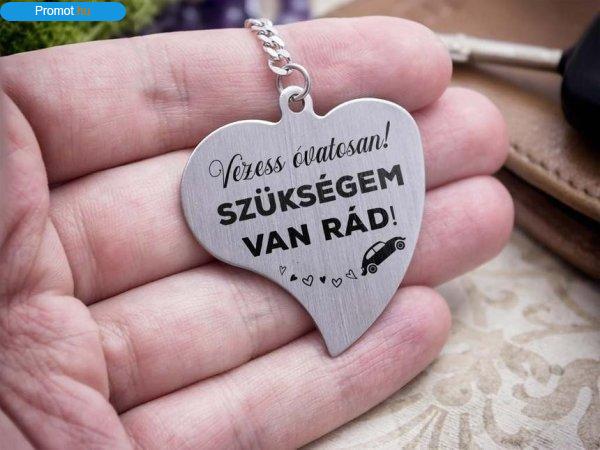 Promot.hu
Vezess óvatosan!
SZÜKSÉGEM
VAN RÁD!